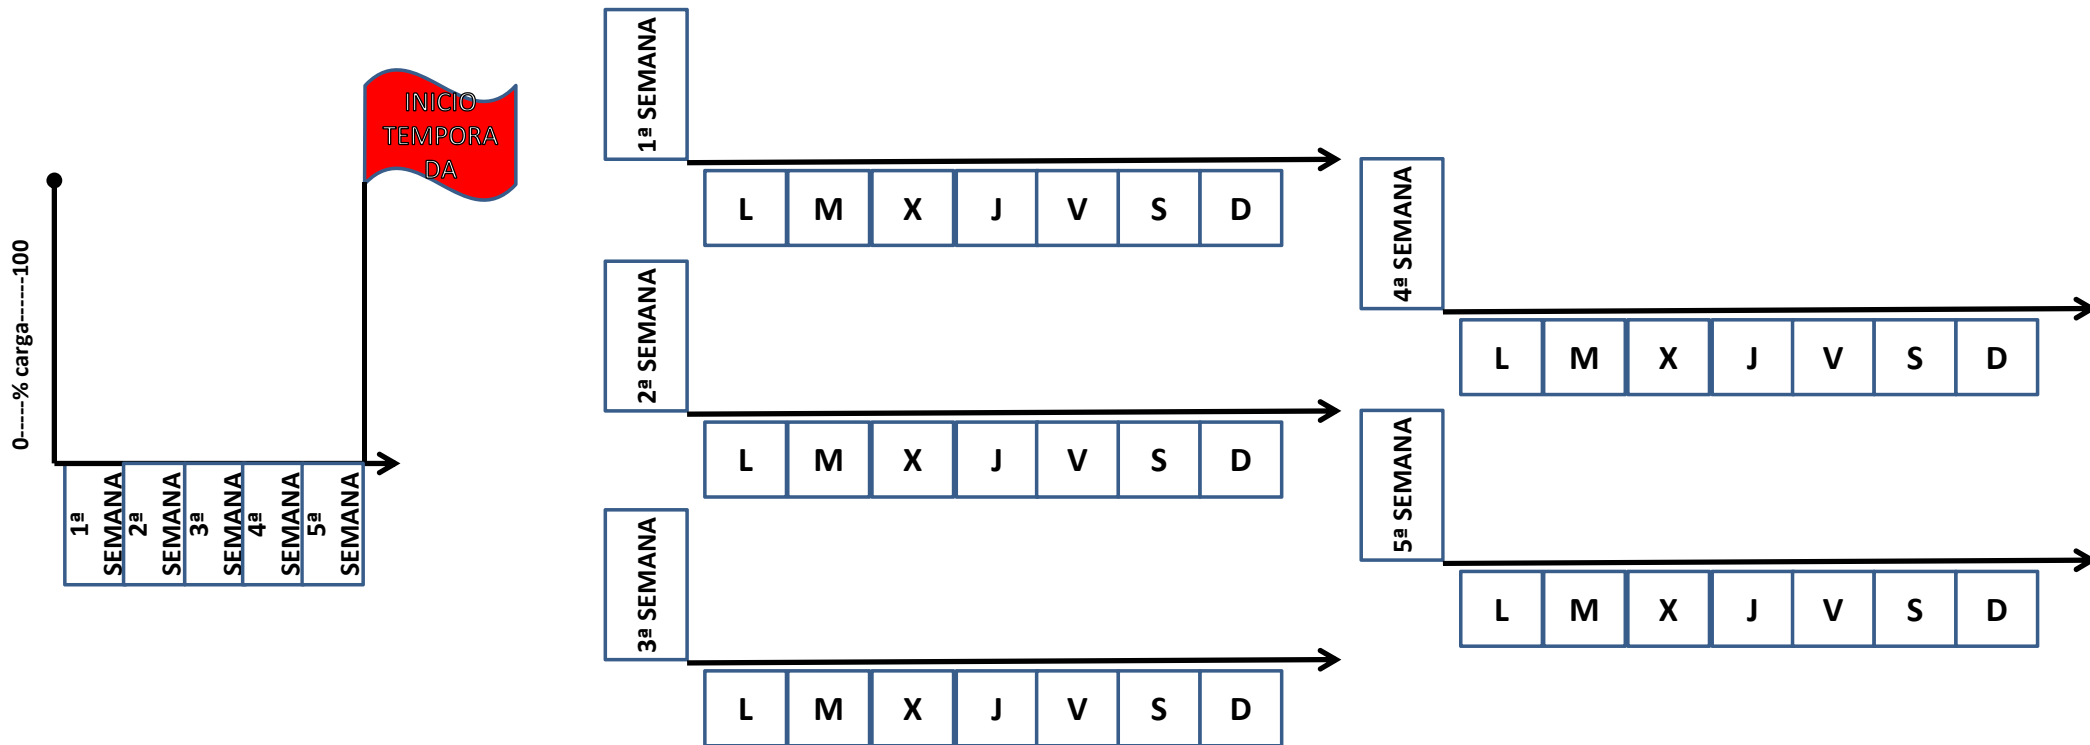 INICIO
TEMPORA
DA
0----% carga-------100
1ª
SEMANA
2ª
SEMANA
3ª
SEMANA
4ª
SEMANA
5ª
SEMANA
1ª SEMANA
L M X J V S D
2ª SEMANA
L M X J V S D
3ª SEMANA
L M X J V S D
4ª SEMANA
L M X J V S D
5ª SEMANA
L M X J V S D